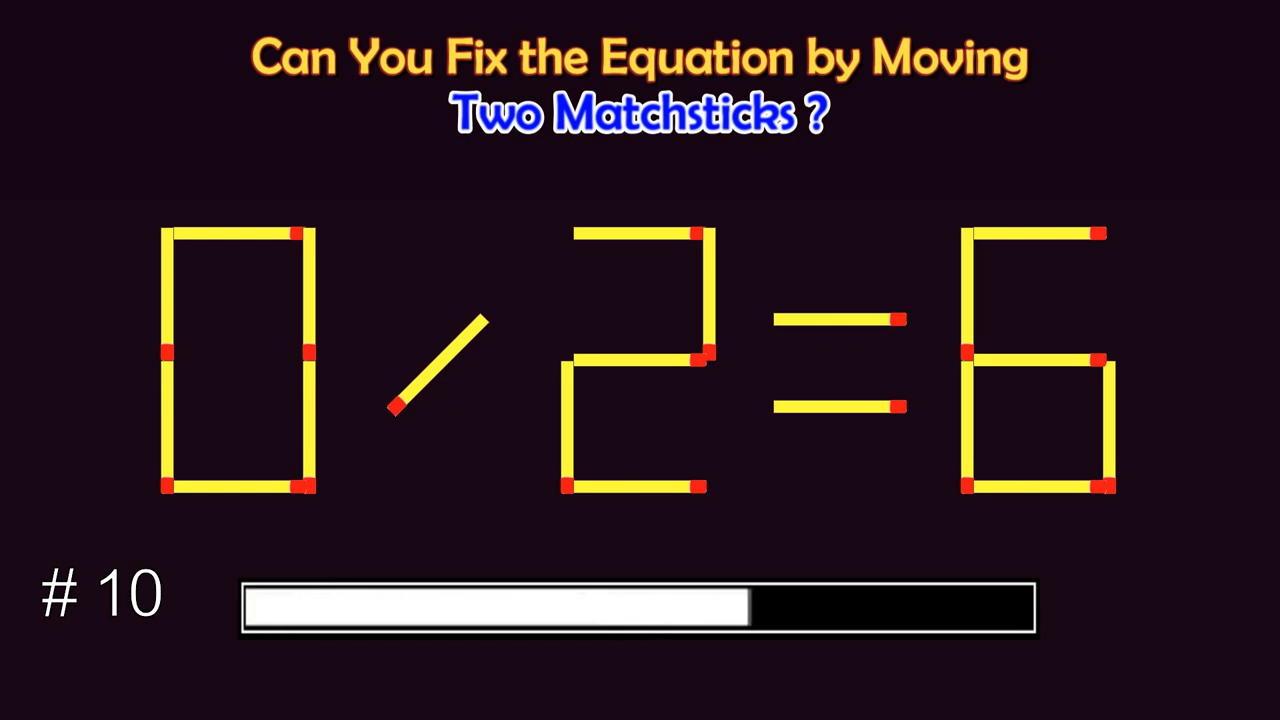 Can You Fix the Equation by Moving
Two Matchsticks ?
0 / 2 = 6
# 10